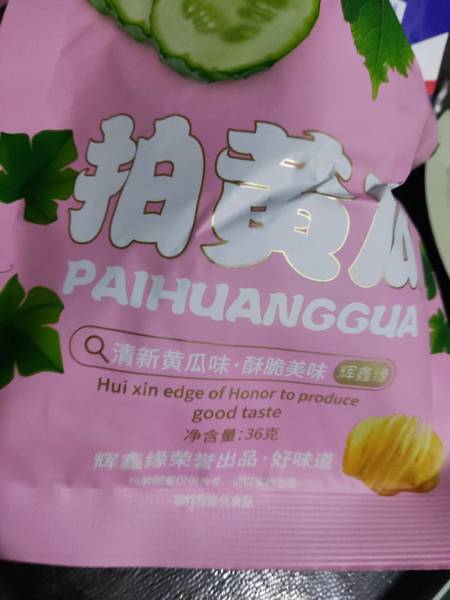 拍黄瓜
PAIHUANGGUA
清新黄瓜味·酥脆美味 辉鑫缘
Hui xin edge of Honor to produce
good taste
净含量:36克
辉鑫缘荣誉出品·好味道